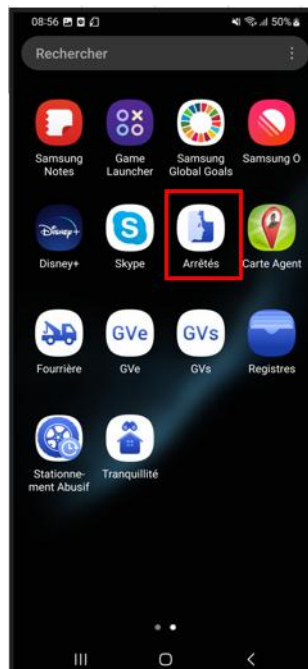 08:56
50%
Rechercher
Samsung
Notes
Game
Launcher
Samsung
Global Goals
Samsung O
Disney+
Disney+
S
Skype
Arrêtés
Carte Agent
Fourrière
GVe
GVe
GVs
GVs
Registres
Stationne-
ment Abusif
Tranquillité